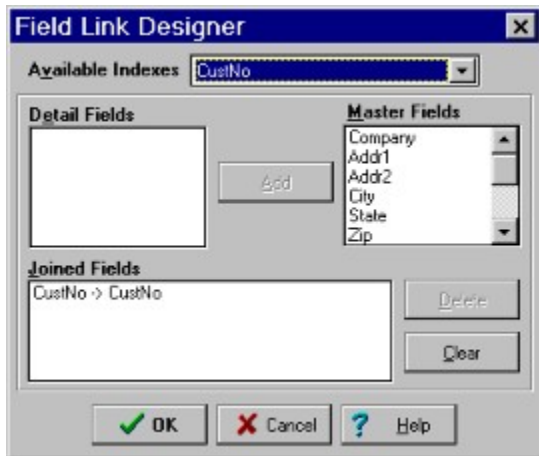 Field Link Designer
Available Indexes CustNo
Detail Fields
Master Fields
Company
Addr1
Addr2
City
State
Zip
Add
Joined Fields
CustNo -> CustNo
Delete
Clear
OK Cancel ? Help